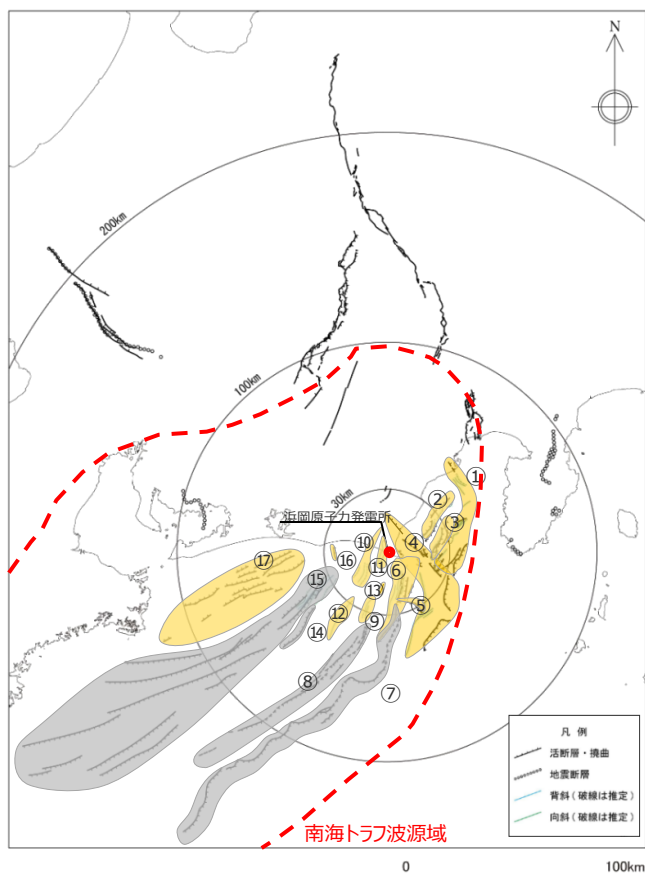 N
200km
100km
30km
浜岡原子力発電所
①
②
③
④
⑩
⑰
⑯
⑪
⑥
⑮
⑬
⑤
⑫
⑨
⑭
⑧
⑦
凡 例
活断層・撓曲
地震断層
背斜(破線は推定)
向斜(破線は推定)
南海トラフ波源域
0 100km